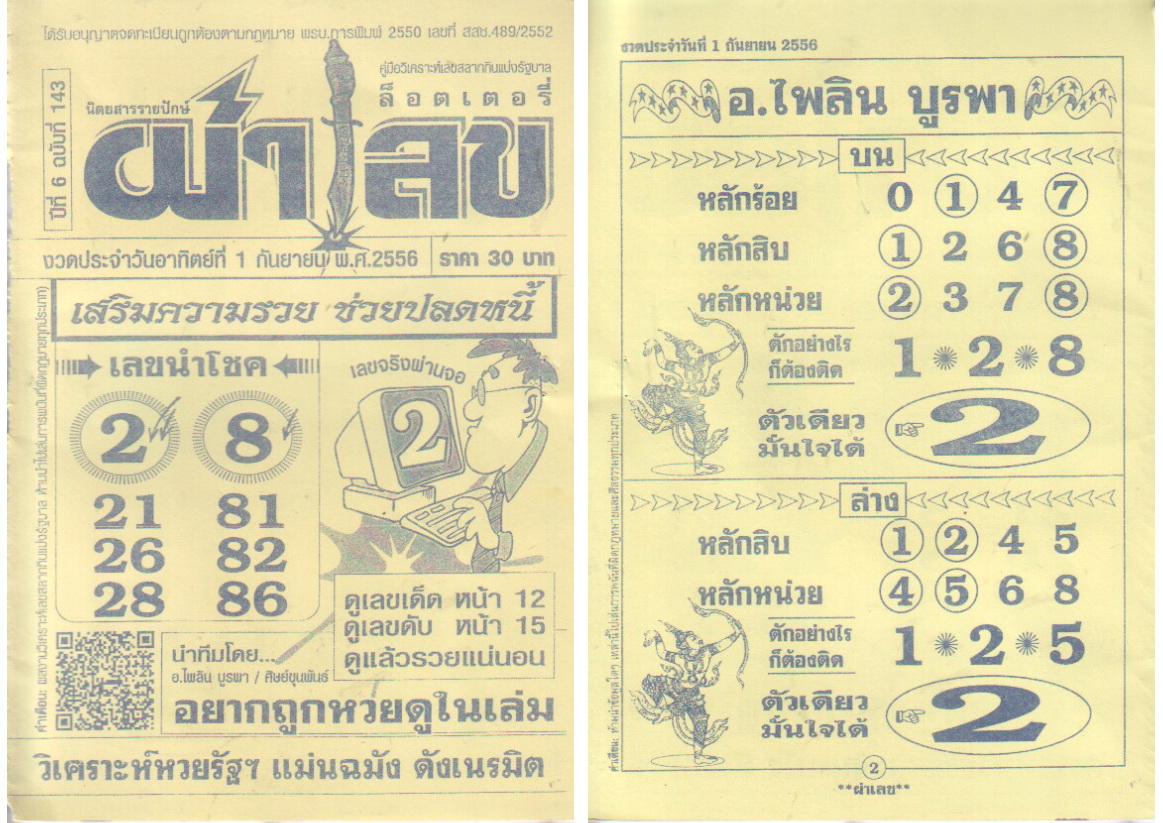 ได้รับอนุญาตจดทะเบียนถูกต้องตามกฎหมาย พรบ.การพิมพ์ 2550 เลขที่ สสช.489/2552
ปีที่ 6 ฉบับที่ 143
คู่มือวิเคราะห์เลขสลากกินแบ่งรัฐบาล
นิตยสารรายปักษ์
ล็อตเตอรี่
ผ่าเลข
งวดประจำวันอาทิตย์ที่ 1 กันยายน พ.ศ.2556
ราคา 30 บาท
เสริมความรวย ช่วยปลดหนี้
เลขนำโชค
2 8
21 81
26 82
28 86
เลขจริงผ่านจอ
2
ดูเลขเด็ด หน้า 12
ดูเลขดับ หน้า 15
ดูแล้วรวยแน่นอน
นำทีมโดย...
อ.ไพลิน บูรพา / ศิษย์ขุนพันธ์
อยากถูกหวยดูในเล่ม
วิเคราะห์หวยรัฐฯ แม่นฉมัง ดังเนรมิต
งวดประจำวันที่ 1 กันยายน 2556
อ.ไพลิน บูรพา
บน
หลักร้อย 0 1 4 7
หลักสิบ 1 2 6 8
หลักหน่วย 2 3 7 8
ตักอย่างไร
ก็ต้องติด
1 2 8
ตัวเดียว
มั่นใจได้
2
ล่าง
หลักสิบ 1 2 4 5
หลักหน่วย 4 5 6 8
ตักอย่างไร
ก็ต้องติด
1 2 5
ตัวเดียว
มั่นใจได้
2
2
**ผ่าเลข**